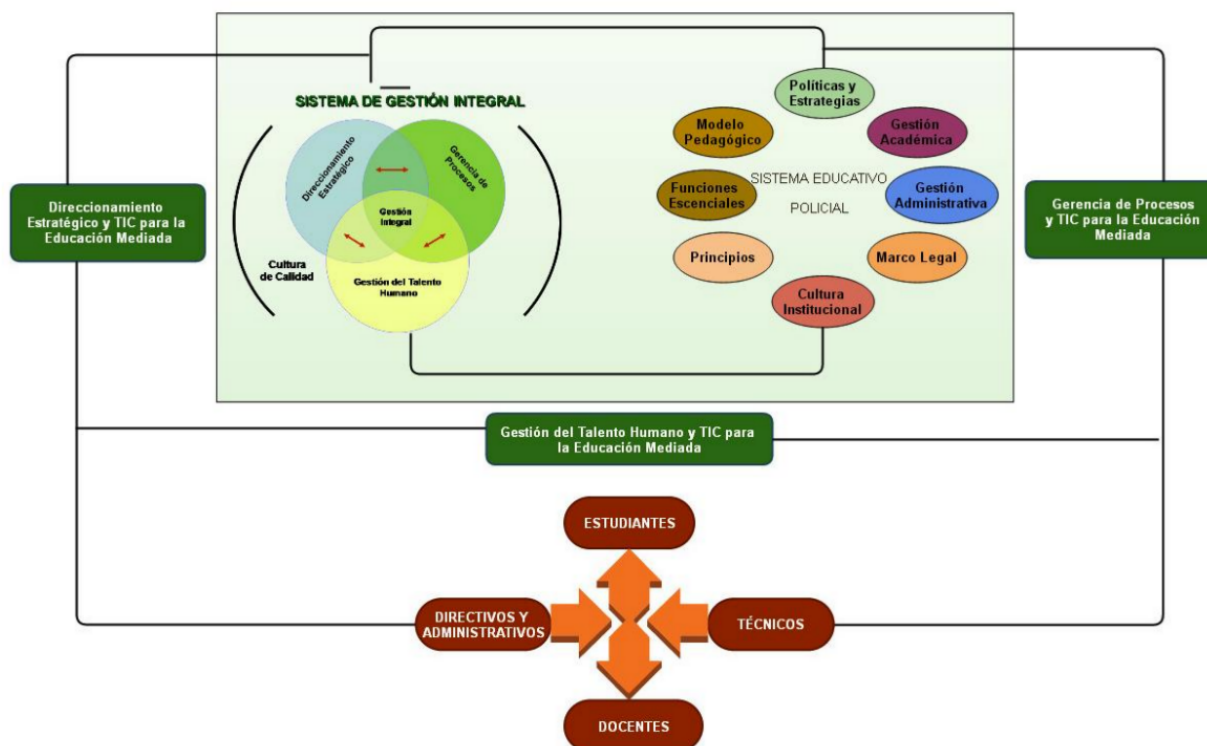 SISTEMA DE GESTIÓN INTEGRAL
Direccionamiento
Estratégico
Gerencia de
Procesos
Gestión
Integral
Cultura
de Calidad
Gestión del Talento
Humano
Políticas y
Estrategias
Modelo
Pedagógico
Gestión
Académica
SISTEMA EDUCATIVO
POLICIAL
Funciones
Escenciales
Gestión
Administrativa
Principios
Marco Legal
Cultura
Institucional
Direccionamiento
Estratégico y TIC para la
Educación Mediada
Gerencia de Procesos
y TIC para la Educación
Mediada
Gestión del Talento Humano y TIC para
la Educación Mediada
ESTUDIANTES
DIRECTIVOS Y
ADMINISTRATIVOS
TÉCNICOS
DOCENTES